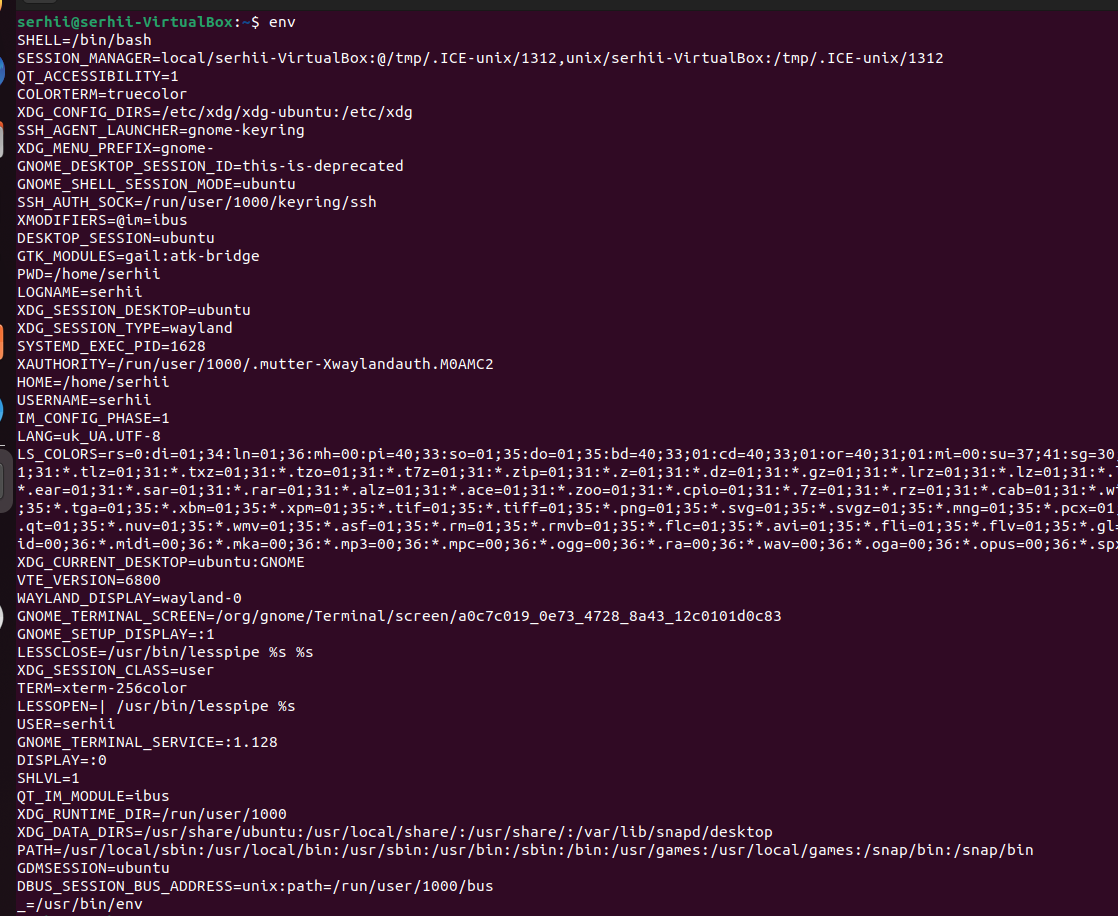 serhii@serhii-VirtualBox:~$ env
SHELL=/bin/bash
SESSION_MANAGER=local/serhii-VirtualBox:@/tmp/.ICE-unix/1312,unix/serhii-VirtualBox:/tmp/.ICE-unix/1312
QT_ACCESSIBILITY=1
COLORTERM=truecolor
XDG_CONFIG_DIRS=/etc/xdg/xdg-ubuntu:/etc/xdg
SSH_AGENT_LAUNCHER=gnome-keyring
XDG_MENU_PREFIX=gnome-
GNOME_DESKTOP_SESSION_ID=this-is-deprecated
GNOME_SHELL_SESSION_MODE=ubuntu
SSH_AUTH_SOCK=/run/user/1000/keyring/ssh
XMODIFIERS=@im=ibus
DESKTOP_SESSION=ubuntu
GTK_MODULES=gail:atk-bridge
PWD=/home/serhii
LOGNAME=serhii
XDG_SESSION_DESKTOP=ubuntu
XDG_SESSION_TYPE=wayland
SYSTEMD_EXEC_PID=1628
XAUTHORITY=/run/user/1000/.mutter-Xwaylandauth.M0AMC2
HOME=/home/serhii
USERNAME=serhii
IM_CONFIG_PHASE=1
LANG=uk_UA.UTF-8
LS_COLORS=rs=0:di=01;34:ln=01;36:mh=00:pi=40;33:so=01;35:do=01;35:bd=40;33;01:cd=40;33;01:or=40;31;01:mi=00:su=37;41:sg=30
1;31:*.tlz=01;31:*.txz=01;31:*.tzo=01;31:*.t7z=01;31:*.zip=01;31:*.z=01;31:*.dz=01;31:*.gz=01;31:*.lrz=01;31:*.lz=01;31:*.
*.ear=01;31:*.sar=01;31:*.rar=01;31:*.alz=01;31:*.ace=01;31:*.zoo=01;31:*.cpio=01;31:*.7z=01;31:*.rz=01;31:*.cab=01;31:*.w
;35:*.tga=01;35:*.xbm=01;35:*.xpm=01;35:*.tif=01;35:*.tiff=01;35:*.png=01;35:*.svg=01;35:*.svgz=01;35:*.mng=01;35:*.pcx=01
.qt=01;35:*.nuv=01;35:*.wmv=01;35:*.asf=01;35:*.rm=01;35:*.rmvb=01;35:*.flc=01;35:*.avi=01;35:*.fli=01;35:*.flv=01;35:*.gl=
id=00;36:*.midi=00;36:*.mka=00;36:*.mp3=00;36:*.mpc=00;36:*.ogg=00;36:*.ra=00;36:*.wav=00;36:*.oga=00;36:*.opus=00;36:*.spx
XDG_CURRENT_DESKTOP=ubuntu:GNOME
VTE_VERSION=6800
WAYLAND_DISPLAY=wayland-0
GNOME_TERMINAL_SCREEN=/org/gnome/Terminal/screen/a0c7c019_0e73_4728_8a43_12c0101d0c83
GNOME_SETUP_DISPLAY=:1
LESSCLOSE=/usr/bin/lesspipe %s %s
XDG_SESSION_CLASS=user
TERM=xterm-256color
LESSOPEN=| /usr/bin/lesspipe %s
USER=serhii
GNOME_TERMINAL_SERVICE=:1.128
DISPLAY=:0
SHLVL=1
QT_IM_MODULE=ibus
XDG_RUNTIME_DIR=/run/user/1000
XDG_DATA_DIRS=/usr/share/ubuntu:/usr/local/share/:/usr/share/:/var/lib/snapd/desktop
PATH=/usr/local/sbin:/usr/local/bin:/usr/sbin:/usr/bin:/sbin:/bin:/usr/games:/usr/local/games:/snap/bin:/snap/bin
GDMSESSION=ubuntu
DBUS_SESSION_BUS_ADDRESS=unix:path=/run/user/1000/bus
_=/usr/bin/env